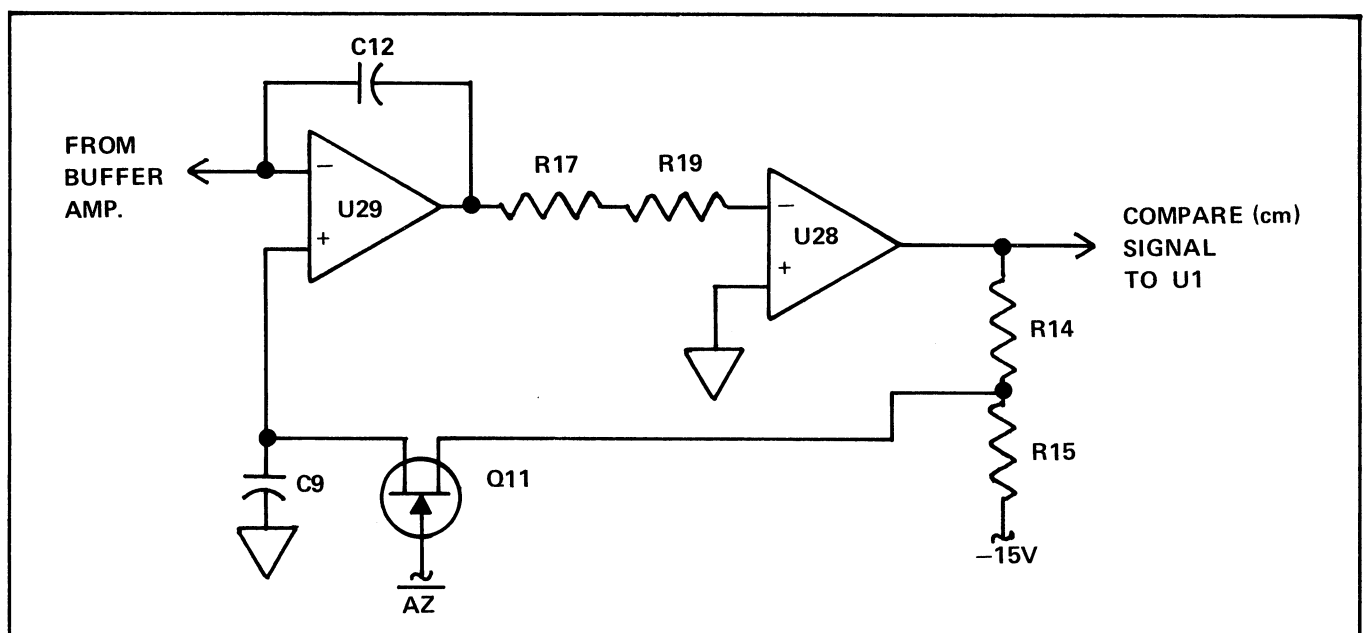 C12
FROM
BUFFER
AMP.
−
U29
+
R17
R19
−
U28
+
COMPARE (cm)
SIGNAL
TO U1
R14
R15
−15V
C9
Q11
AZ